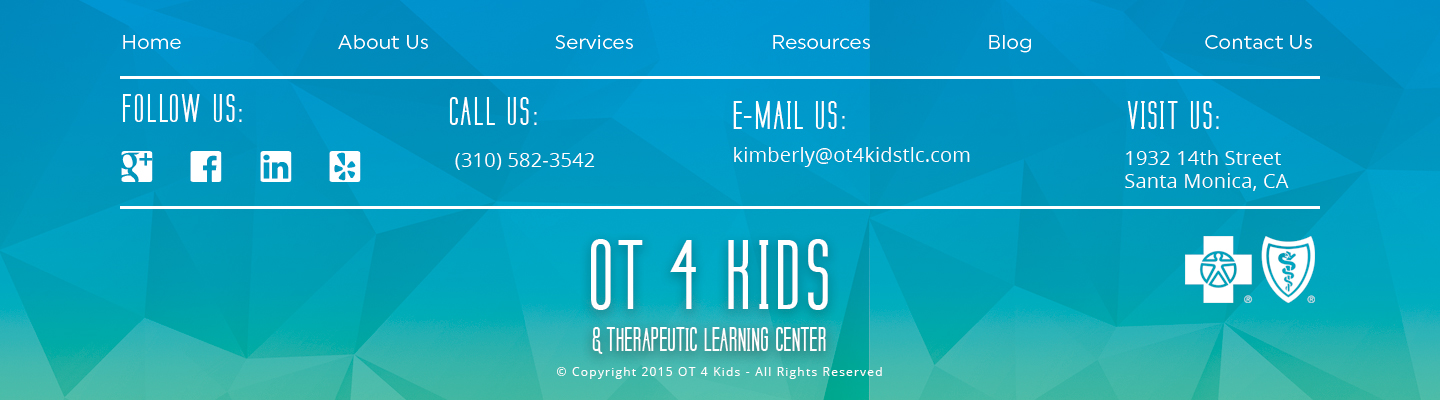 Home About Us Services Resources Blog Contact Us
FOLLOW US:
CALL US:
(310) 582-3542
E-MAIL US:
kimberly@ot4kidstlc.com
VISIT US:
1932 14th Street
Santa Monica, CA
OT 4 KIDS
& THERAPEUTIC LEARNING CENTER
© Copyright 2015 OT 4 Kids - All Rights Reserved